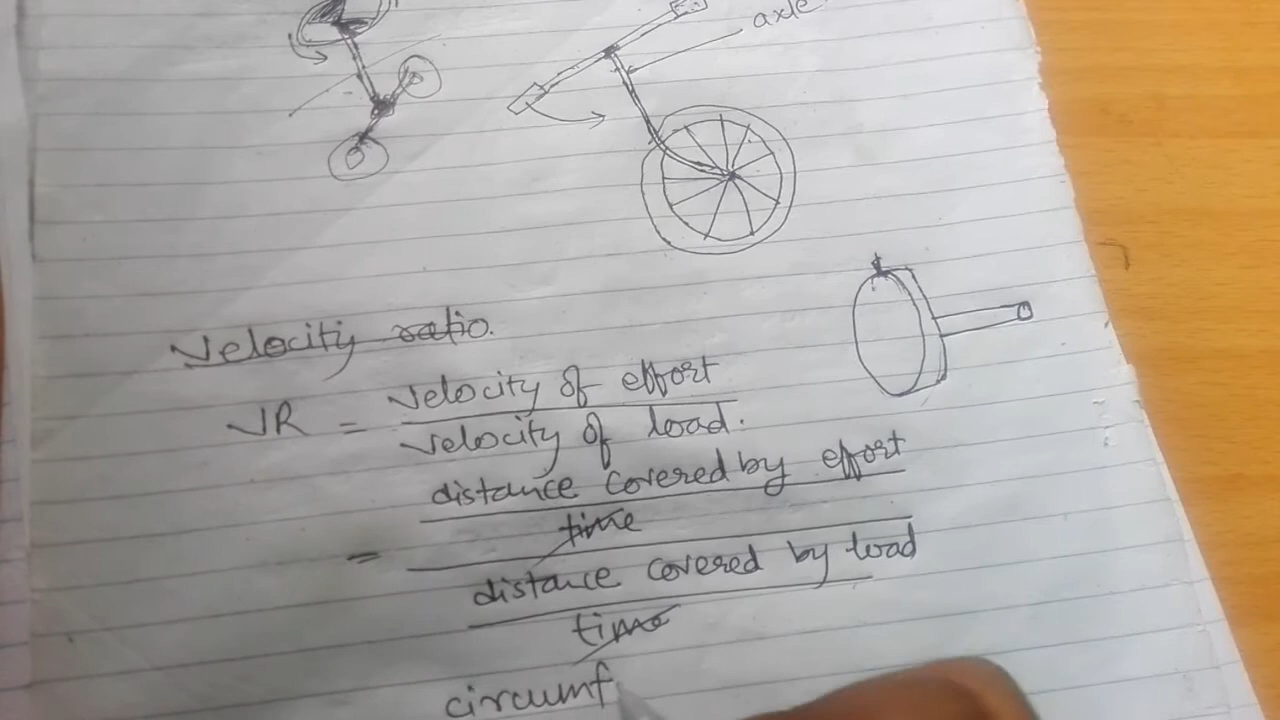 axle
Velocity ratio.
VR = velocity of effort
velocity of load.
= distance covered by effort
time
distance covered by load
time
circumf